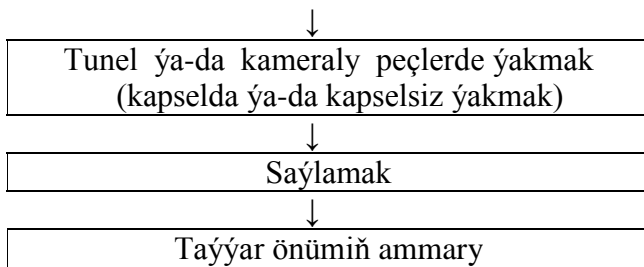 ↓
Tunel ýa-da kameraly peçlerde ýakmak
(kapselda ýa-da kapselsiz ýakmak)
↓
Saýlamak
↓
Taýýar önümiň ammary